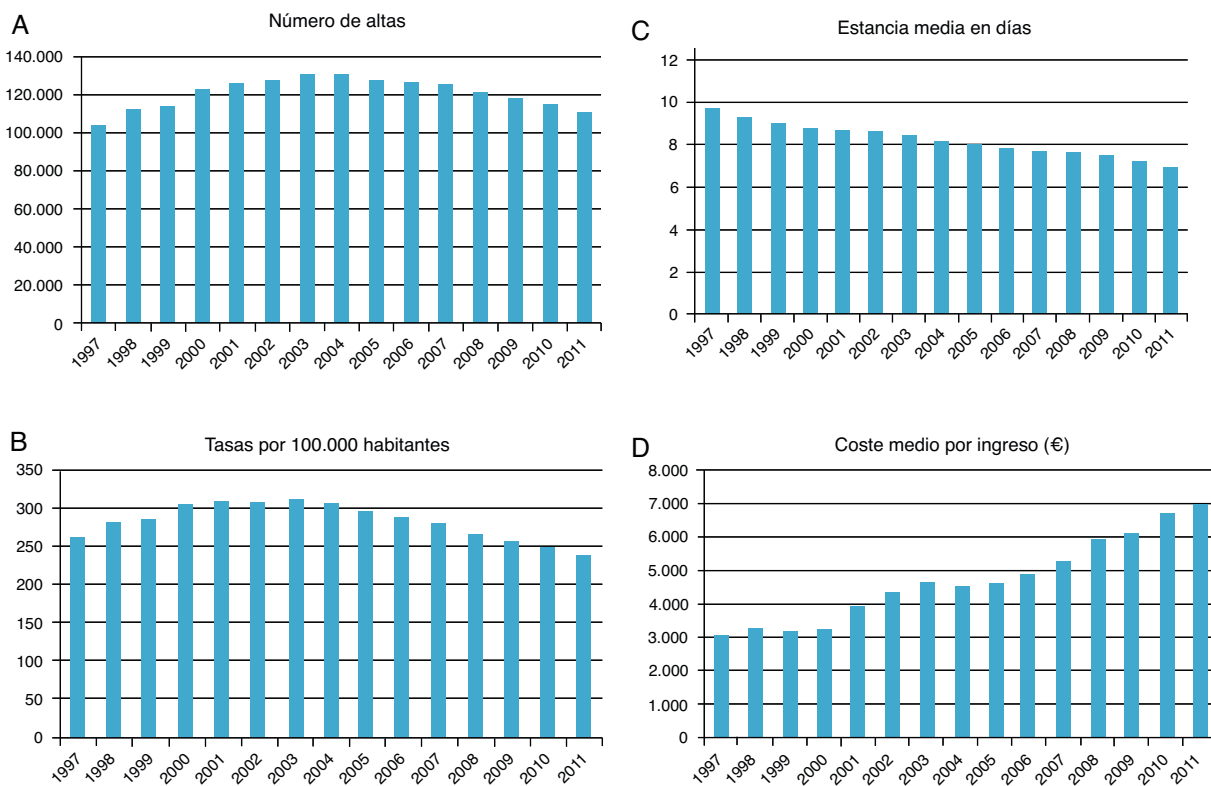 A
Número de altas
140.000
120.000
100.000
80.000
60.000
40.000
20.000
0
1997 1998 1999 2000 2001 2002 2003 2004 2005 2006 2007 2008 2009 2010 2011
C
Estancia media en días
12
10
8
6
4
2
0
1997 1998 1999 2000 2001 2002 2003 2004 2005 2006 2007 2008 2009 2010 2011
B
Tasas por 100.000 habitantes
350
300
250
200
150
100
50
0
1997 1998 1999 2000 2001 2002 2003 2004 2005 2006 2007 2008 2009 2010 2011
D
Coste medio por ingreso (€)
8.000
7.000
6.000
5.000
4.000
3.000
2.000
1.000
0
1997 1998 1999 2000 2001 2002 2003 2004 2005 2006 2007 2008 2009 2010 2011